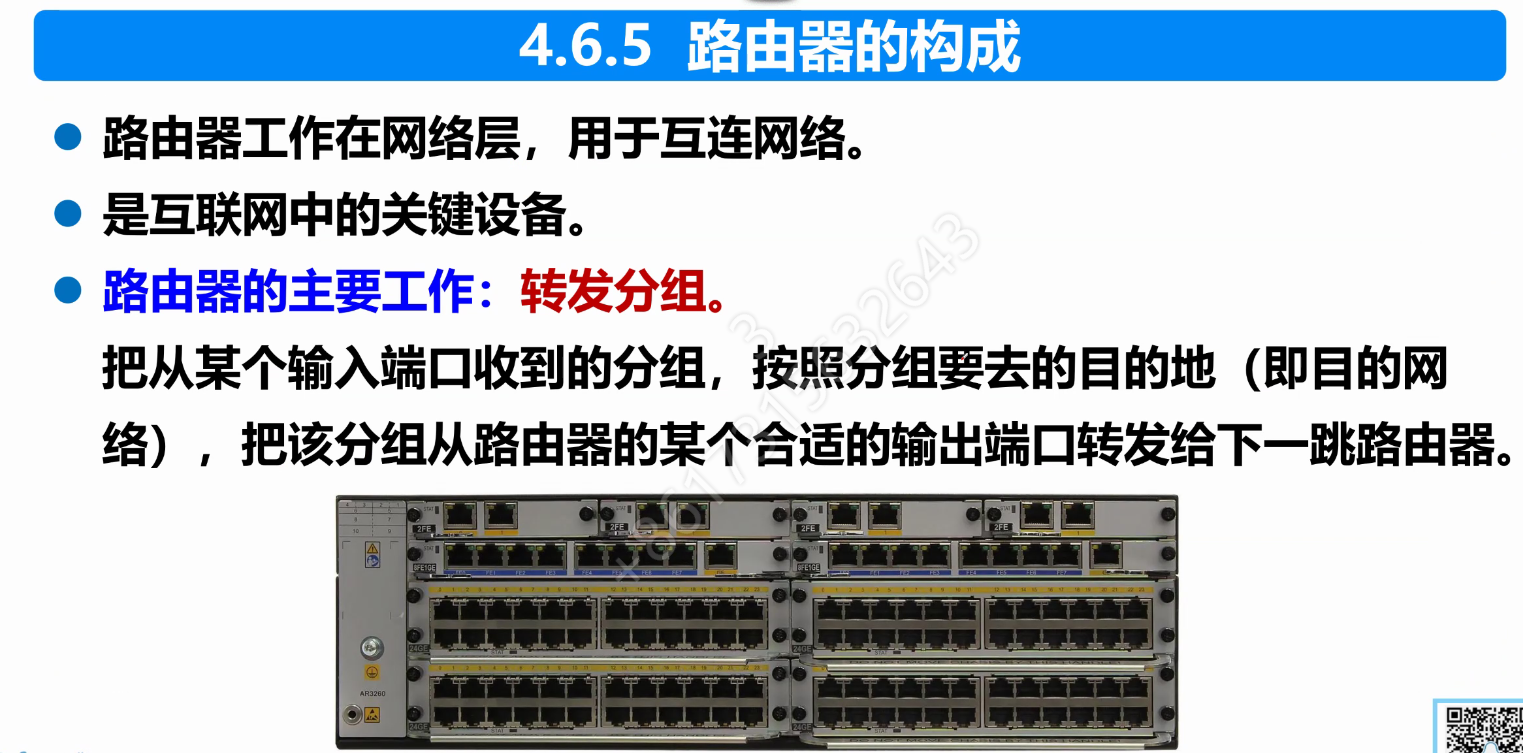 4.6.5 路由器的构成
路由器工作在网络层，用于互连网络。
是互联网中的关键设备。
路由器的主要工作：转发分组。
把从某个输入端口收到的分组，按照分组要去的目的地（即目的网
络），把该分组从路由器的某个合适的输出端口转发给下一跳路由器。
2FE
2FE
2FE
2FE
8FE1GE
8FE1GE
24GE
24GE
AR3260
24GE
24GE